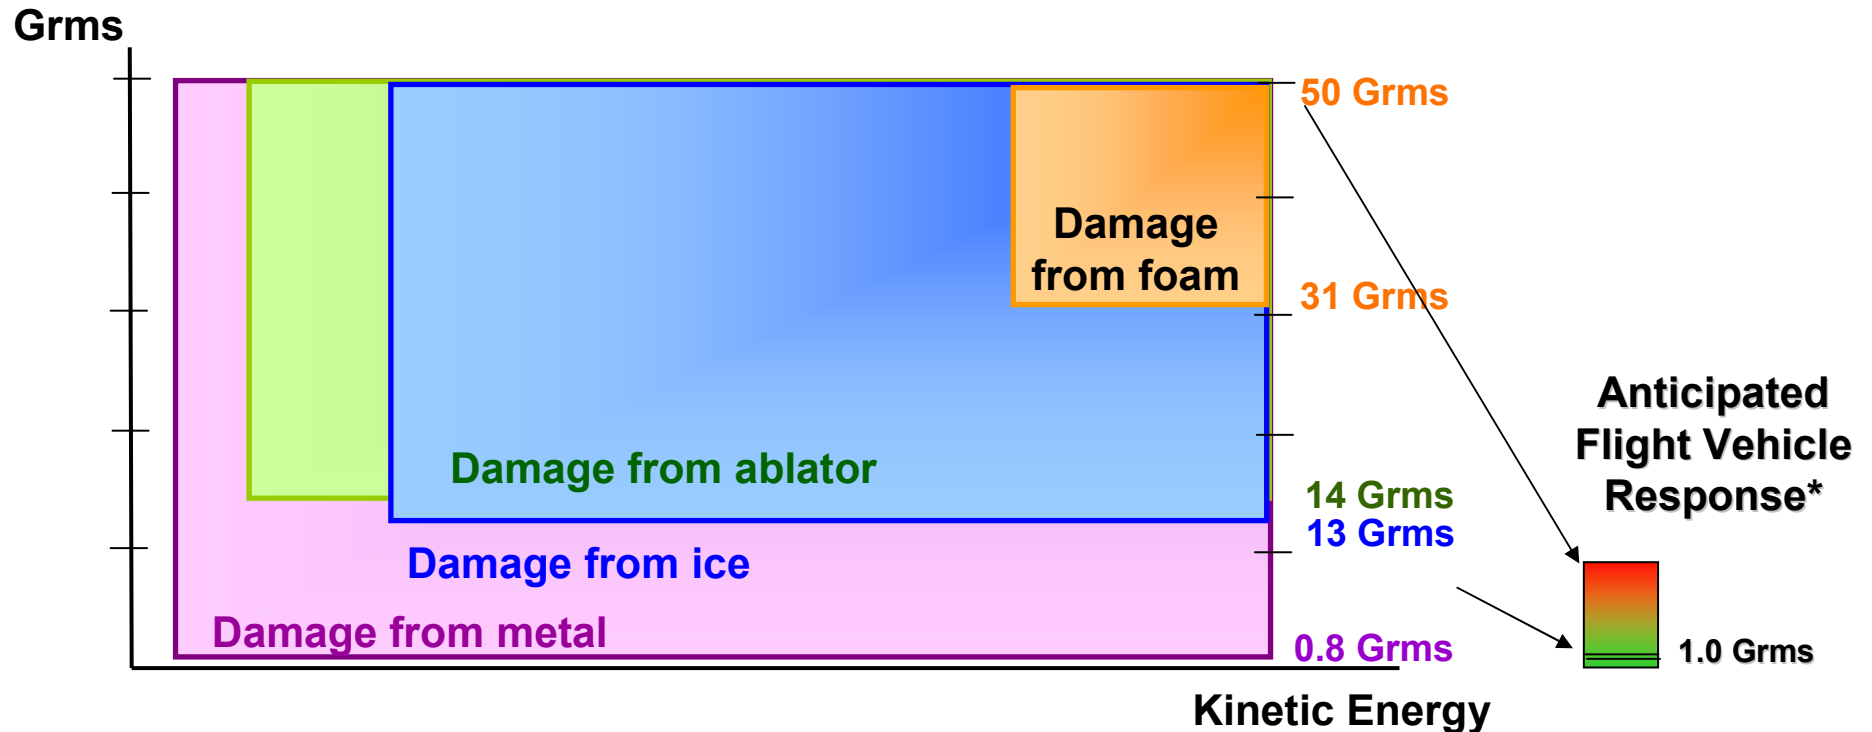 Grms
50 Grms
Damage
from foam
31 Grms
Anticipated
Flight Vehicle
Response*
Damage from ablator
14 Grms
13 Grms
Damage from ice
Damage from metal
0.8 Grms
1.0 Grms
Kinetic Energy